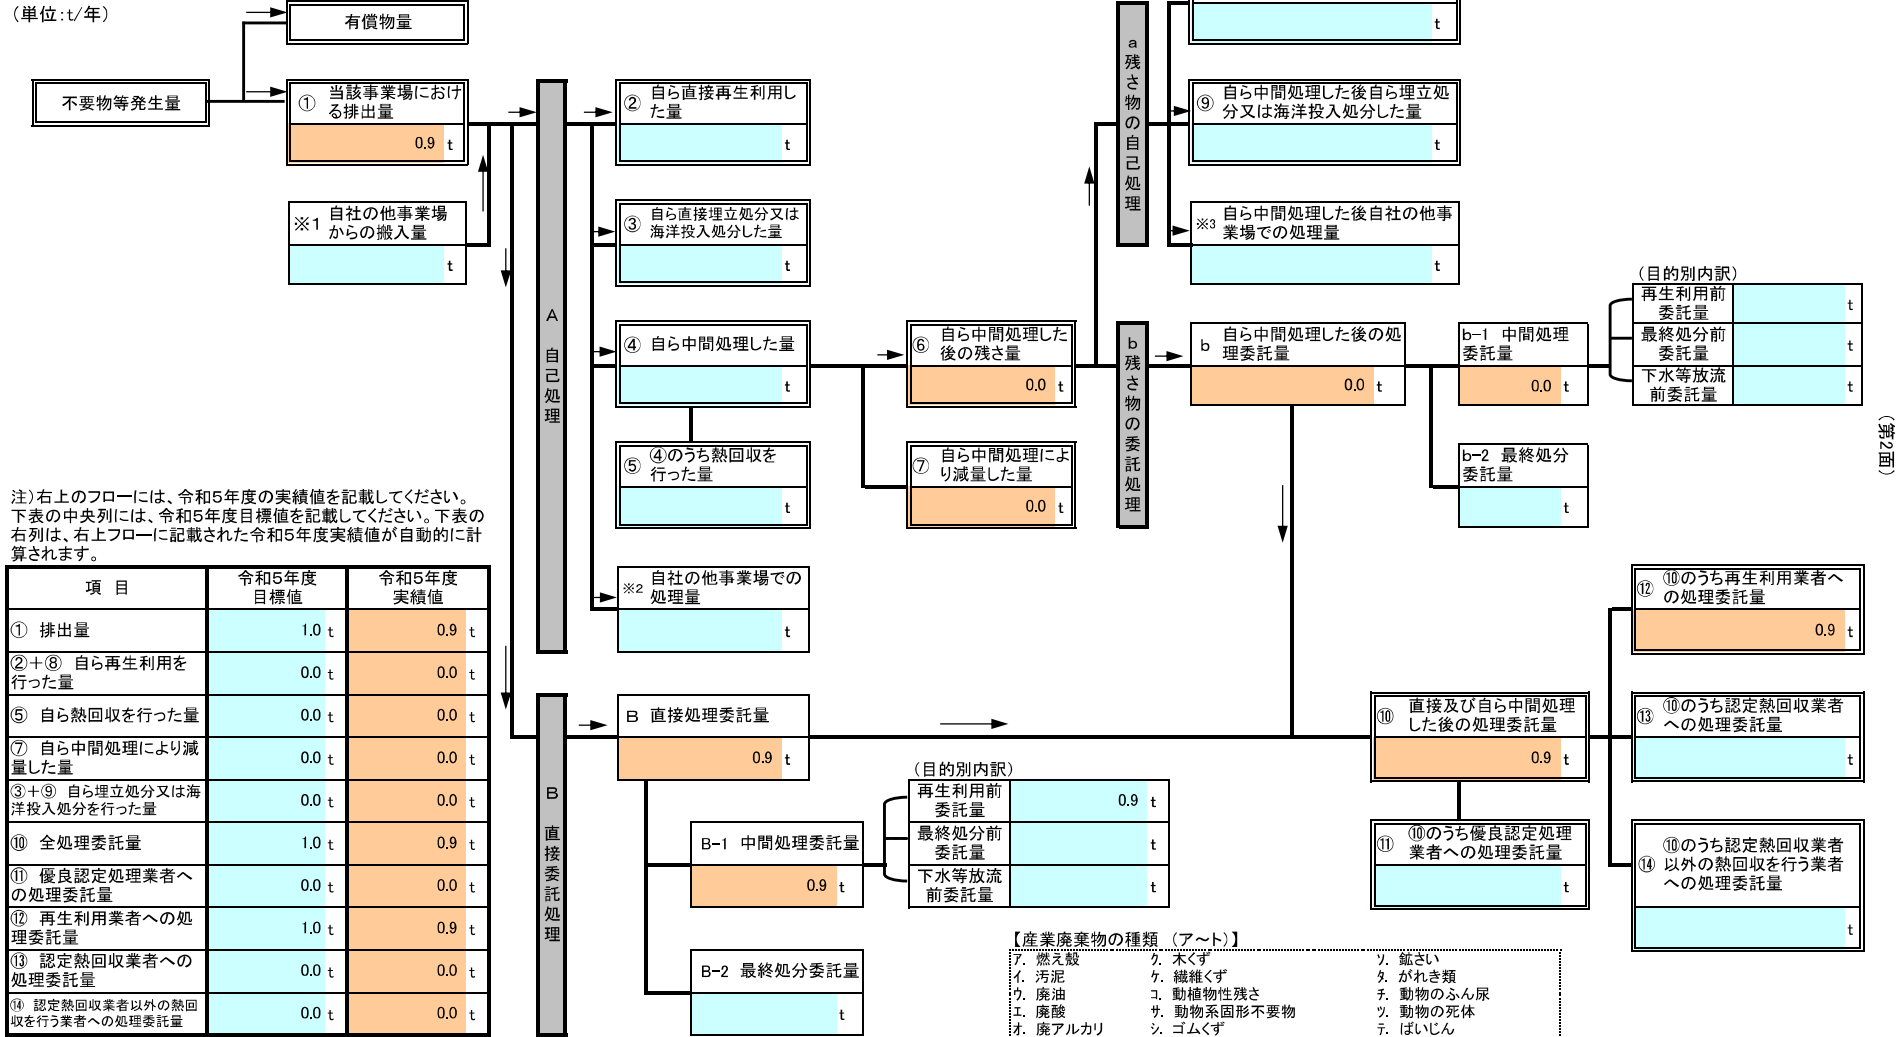 （単位:t/年）
有償物量
不要物等発生量
① 当該事業場におけ
る排出量
0.9 t
※1 自社の他事業場
からの搬入量
t
A 自己処理
② 自ら直接再生利用し
た量
t
③ 自ら直接埋立処分又は
海洋投入処分した量
t
④ 自ら中間処理した量
t
⑤ ④のうち熱回収を
行った量
t
※2 自社の他事業場での
処理量
t
⑥ 自ら中間処理した
後の残さ量
0.0 t
⑦ 自ら中間処理によ
り減量した量
0.0 t
a 残さ物の自己処理
t
⑨ 自ら中間処理した後自ら埋立処
分又は海洋投入処分した量
t
※3 自ら中間処理した後自社の他事
業場での処理量
t
b 残さ物の委託処理
b 自ら中間処理した後の処
理委託量
0.0 t
b-1 中間処理
委託量
0.0 t
（目的別内訳）
再生利用前
委託量 t
最終処分前
委託量 t
下水等放流
前委託量 t
b-2 最終処分
委託量
t
（第2面）
注）右上のフローには、令和5年度の実績値を記載してください。
下表の中央列には、令和5年度目標値を記載してください。下表の
右列は、右上フローに記載された令和5年度実績値が自動的に計
算されます。
項 目 令和5年度
目標値 令和5年度
実績値
① 排出量 1.0 t 0.9 t
②＋⑧ 自ら再生利用を
行った量 0.0 t 0.0 t
⑤ 自ら熱回収を行った量 0.0 t 0.0 t
⑦ 自ら中間処理により減
量した量 0.0 t 0.0 t
③＋⑨ 自ら埋立処分又は海
洋投入処分を行った量 0.0 t 0.0 t
⑩ 全処理委託量 1.0 t 0.9 t
⑪ 優良認定処理業者へ
の処理委託量 0.0 t 0.0 t
⑫ 再生利用業者への処
理委託量 1.0 t 0.9 t
⑬ 認定熱回収業者への
処理委託量 0.0 t 0.0 t
⑭ 認定熱回収業者以外の熱回
収を行う業者への処理委託量 0.0 t 0.0 t
B 直接委託処理
B 直接処理委託量
0.9 t
B-1 中間処理委託量
0.9 t
（目的別内訳）
再生利用前
委託量 0.9 t
最終処分前
委託量 t
下水等放流
前委託量 t
B-2 最終処分委託量
t
⑩ 直接及び自ら中間処理
した後の処理委託量
0.9 t
⑪ ⑩のうち優良認定処理
業者への処理委託量
t
⑫ ⑩のうち再生利用業者へ
の処理委託量
0.9 t
⑬ ⑩のうち認定熱回収業者
への処理委託量
t
⑭ ⑩のうち認定熱回収業者
以外の熱回収を行う業者
への処理委託量
t
【産業廃棄物の種類 （ア～ト）】
ア. 燃え殻 ク. 木くず ソ. 鉱さい
イ. 汚泥 ケ. 繊維くず タ. がれき類
ウ. 廃油 コ. 動植物性残さ チ. 動物のふん尿
エ. 廃酸 サ. 動物系固形不要物 ツ. 動物の死体
オ. 廃アルカリ シ. ゴムくず テ. ばいじん